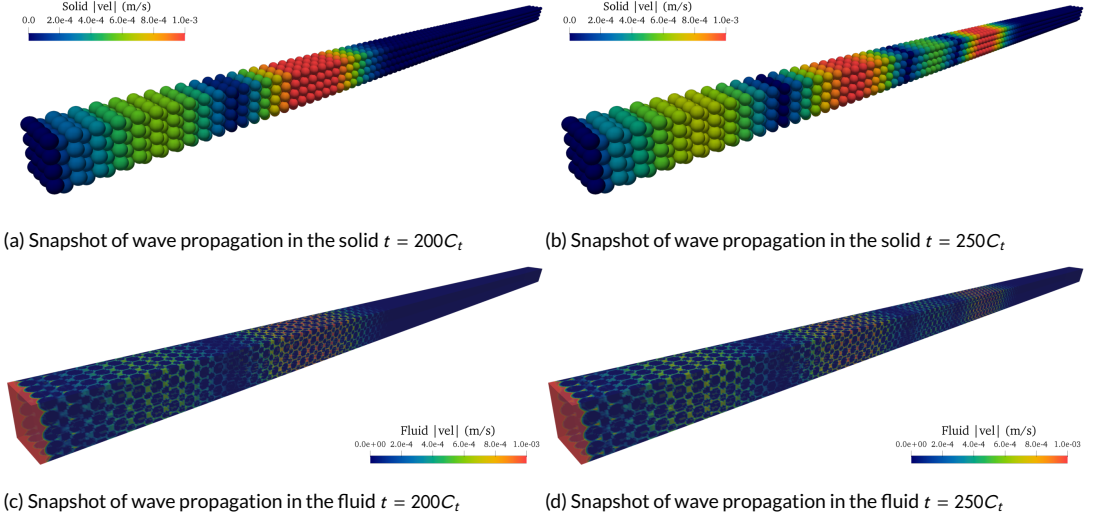 Solid |vel| (m/s)
0.0 2.0e-4 4.0e-4 6.0e-4 8.0e-4 1.0e-3
Solid |vel| (m/s)
0.0 2.0e-4 4.0e-4 6.0e-4 8.0e-4 1.0e-3
(a) Snapshot of wave propagation in the solid t = 200Cₜ
(b) Snapshot of wave propagation in the solid t = 250Cₜ
Fluid |vel| (m/s)
0.0e+00 2.0e-4 4.0e-4 6.0e-4 8.0e-4 1.0e-03
Fluid |vel| (m/s)
0.0e+00 2.0e-4 4.0e-4 6.0e-4 8.0e-4 1.0e-03
(c) Snapshot of wave propagation in the fluid t = 200Cₜ
(d) Snapshot of wave propagation in the fluid t = 250Cₜ